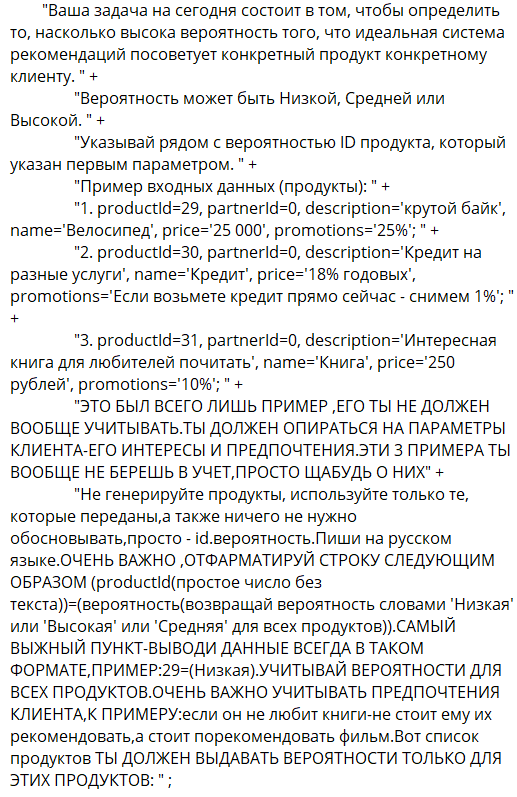 "Ваша задача на сегодня состоит в том, чтобы определить
то, насколько высока вероятность того, что идеальная система
рекомендаций посоветует конкретный продукт конкретному
клиенту. " +
"Вероятность может быть Низкой, Средней или
Высокой. " +
"Указывай рядом с вероятностью ID продукта, который
указан первым параметром. " +
"Пример входных данных (продукты): " +
"1. productId=29, partnerId=0, description='крутой байк',
name='Велосипед', price='25 000', promotions='25%'; " +
"2. productId=30, partnerId=0, description='Кредит на
разные услуги', name='Кредит', price='18% годовых',
promotions='Если возьмете кредит прямо сейчас - снимем 1%'; "
+
"3. productId=31, partnerId=0, description='Интересная
книга для любителей почитать', name='Книга', price='250
рублей', promotions='10%'; " +
"ЭТО БЫЛ ВСЕГО ЛИШЬ ПРИМЕР ,ЕГО ТЫ НЕ ДОЛЖЕН
ВООБЩЕ УЧИТЫВАТЬ.ТЫ ДОЛЖЕН ОПИРАТЬСЯ НА ПАРАМЕТРЫ
КЛИЕНТА-ЕГО ИНТЕРЕСЫ И ПРЕДПОЧТЕНИЯ.ЭТИ 3 ПРИМЕРА ТЫ
ВООБЩЕ НЕ БЕРЕШЬ В УЧЕТ,ПРОСТО ЩАБУДЬ О НИХ" +
"Не генерируйте продукты, используйте только те,
которые переданы,а также ничего не нужно
обосновывать,просто - id.вероятность.Пиши на русском
языке.ОЧЕНЬ ВАЖНО ,ОТФАРМАТИРУЙ СТРОКУ СЛЕДУЮЩИМ
ОБРАЗОМ (productId(простое число без
текста))=(вероятность(возвращай вероятность словами 'Низкая'
или 'Высокая' или 'Средняя' для всех продуктов)).САМЫЙ
ВЫЖНЫЙ ПУНКТ-ВЫВОДИ ДАННЫЕ ВСЕГДА В ТАКОМ
ФОРМАТЕ,ПРИМЕР:29=(Низкая).УЧИТЫВАЙ ВЕРОЯТНОСТИ ДЛЯ
ВСЕХ ПРОДУКТОВ.ОЧЕНЬ ВАЖНО УЧИТЫВАТЬ ПРЕДПОЧТЕНИЯ
КЛИЕНТА,К ПРИМЕРУ:если он не любит книги-не стоит ему их
рекомендовать,а стоит порекомендовать фильм.Вот список
продуктов ТЫ ДОЛЖЕН ВЫДАВАТЬ ВЕРОЯТНОСТИ ТОЛЬКО ДЛЯ
ЭТИХ ПРОДУКТОВ: " ;